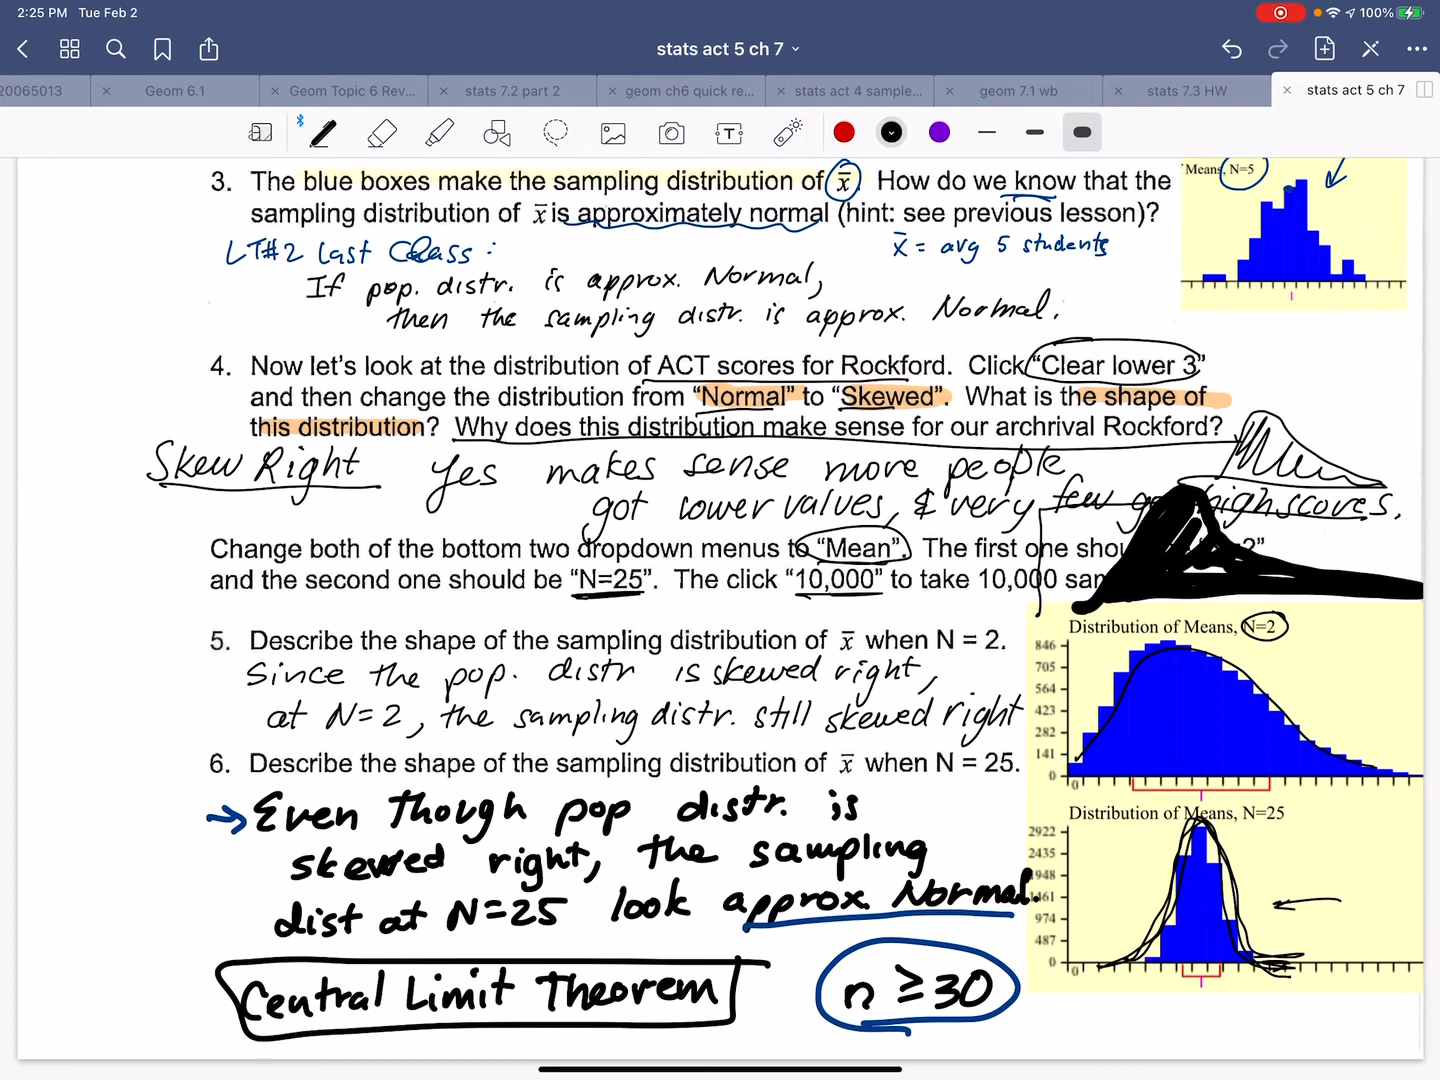 2:25 PM Tue Feb 2
100%
stats act 5 ch 7
20065013
Geom 6.1
Geom Topic 6 Rev...
stats 7.2 part 2
geom ch6 quick re...
stats act 4 sample...
geom 7.1 wb
stats 7.3 HW
stats act 5 ch 7
3. The blue boxes make the sampling distribution of x̄. How do we know that the
sampling distribution of x̄ is approximately normal (hint: see previous lesson)?
Means, N=5
LT#2 last Class:
x̄ = avg 5 students
If pop. distr. is approx. Normal,
then the sampling distr. is approx. Normal.
4. Now let's look at the distribution of ACT scores for Rockford. Click "Clear lower 3"
and then change the distribution from "Normal" to "Skewed". What is the shape of
this distribution? Why does this distribution make sense for our archrival Rockford?
Skew Right Yes makes sense more people
got lower values, & very few highscores.
Change both of the bottom two dropdown menus to "Mean". The first one
and the second one should be "N=25". The click "10,000" to take 10,000
5. Describe the shape of the sampling distribution of x̄ when N = 2.
Since the pop. distr is skewed right,
at N=2, the sampling distr. still skewed right
Distribution of Means, N=2
846
705
564
423
282
141
0
0
6. Describe the shape of the sampling distribution of x̄ when N = 25.
→ Even though pop distr. is
skewed right, the sampling
dist at N=25 look approx. Normal.
Distribution of Means, N=25
2922
2435
1948
1461
974
487
0
0
Central Limit Theorem
n ≥ 30